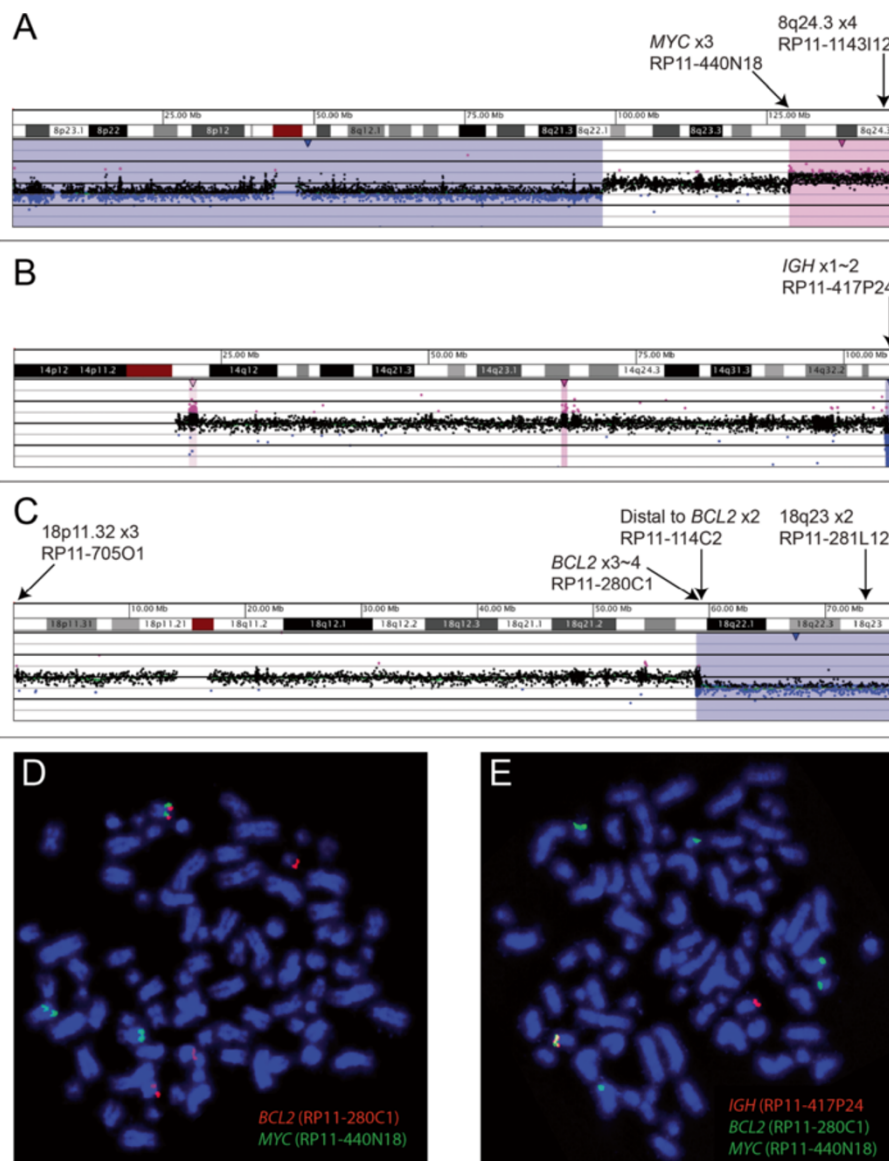 A
8q24.3 x4
MYC x3
RP11-1143I12
RP11-440N18
25.00 Mb 50.00 Mb 75.00 Mb 100.00 Mb 125.00 Mb
8p23.1 8p22 8p12 8q12.1 8q21.3 8q22.1 8q23.3 8q24.3
B
IGH x1~2
RP11-417P24
25.00 Mb 50.00 Mb 75.00 Mb 100.00 Mb
14p12 14p11.2 14q12 14q21.3 14q23.1 14q24.3 14q31.3 14q32.2
C
18p11.32 x3
RP11-705O1
Distal to BCL2 x2
RP11-114C2
18q23 x2
RP11-281L12
BCL2 x3~4
RP11-280C1
10.00 Mb 20.00 Mb 30.00 Mb 40.00 Mb 50.00 Mb 60.00 Mb 70.00 Mb
18p11.31 18p11.21 18q11.2 18q12.1 18q12.3 18q21.1 18q21.2 18q22.1 18q22.3 18q23
D
BCL2 (RP11-280C1)
MYC (RP11-440N18)
E
IGH (RP11-417P24
BCL2 (RP11-280C1)
MYC (RP11-440N18)